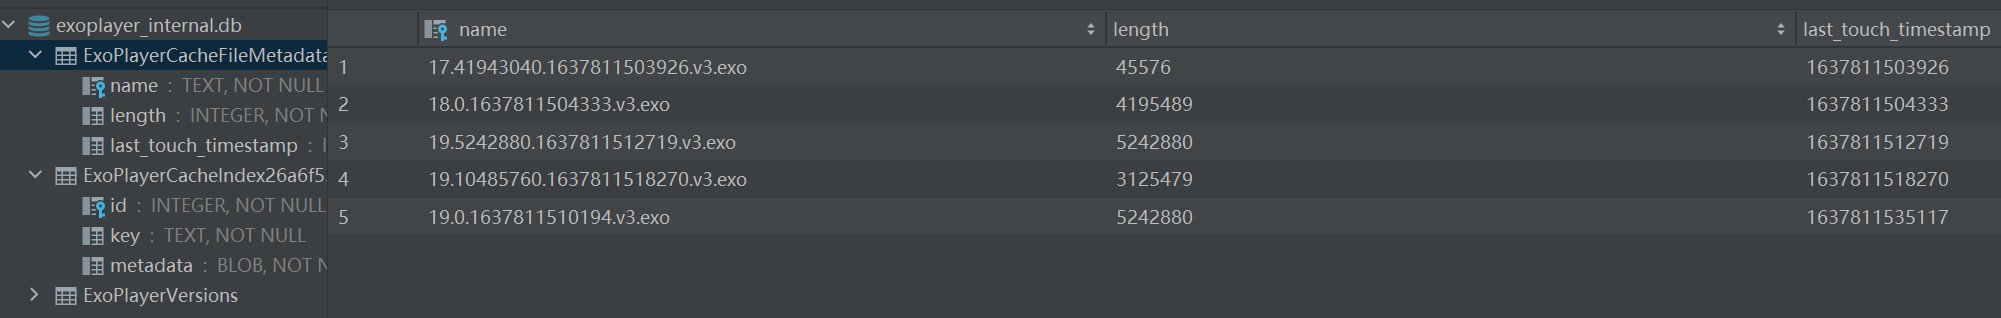 exoplayer_internal.db
ExoPlayerCacheFileMetadata
name : TEXT, NOT NULL
length : INTEGER, NOT N
last_touch_timestamp : I
ExoPlayerCacheIndex26a6f5
id : INTEGER, NOT NULL
key : TEXT, NOT NULL
metadata : BLOB, NOT N
ExoPlayerVersions
name length last_touch_timestamp
1 17.41943040.1637811503926.v3.exo 45576 1637811503926
2 18.0.1637811504333.v3.exo 4195489 1637811504333
3 19.5242880.1637811512719.v3.exo 5242880 1637811512719
4 19.10485760.1637811518270.v3.exo 3125479 1637811518270
5 19.0.1637811510194.v3.exo 5242880 1637811535117